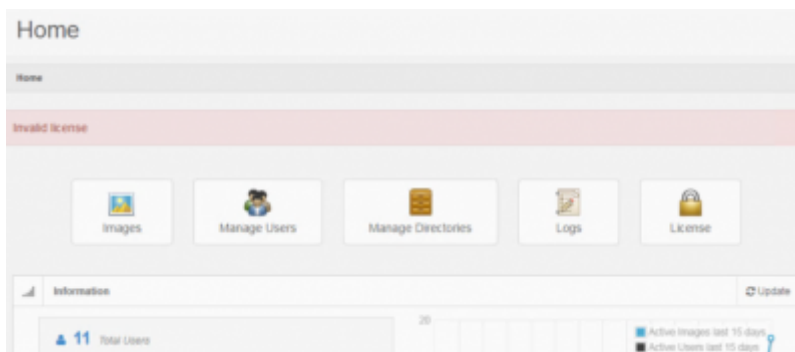 Home
Home
Invalid license
Images Manage Users Manage Directories Logs License
Information Update
11 Total Users 20 Active Images last 15 days
Active Users last 15 days